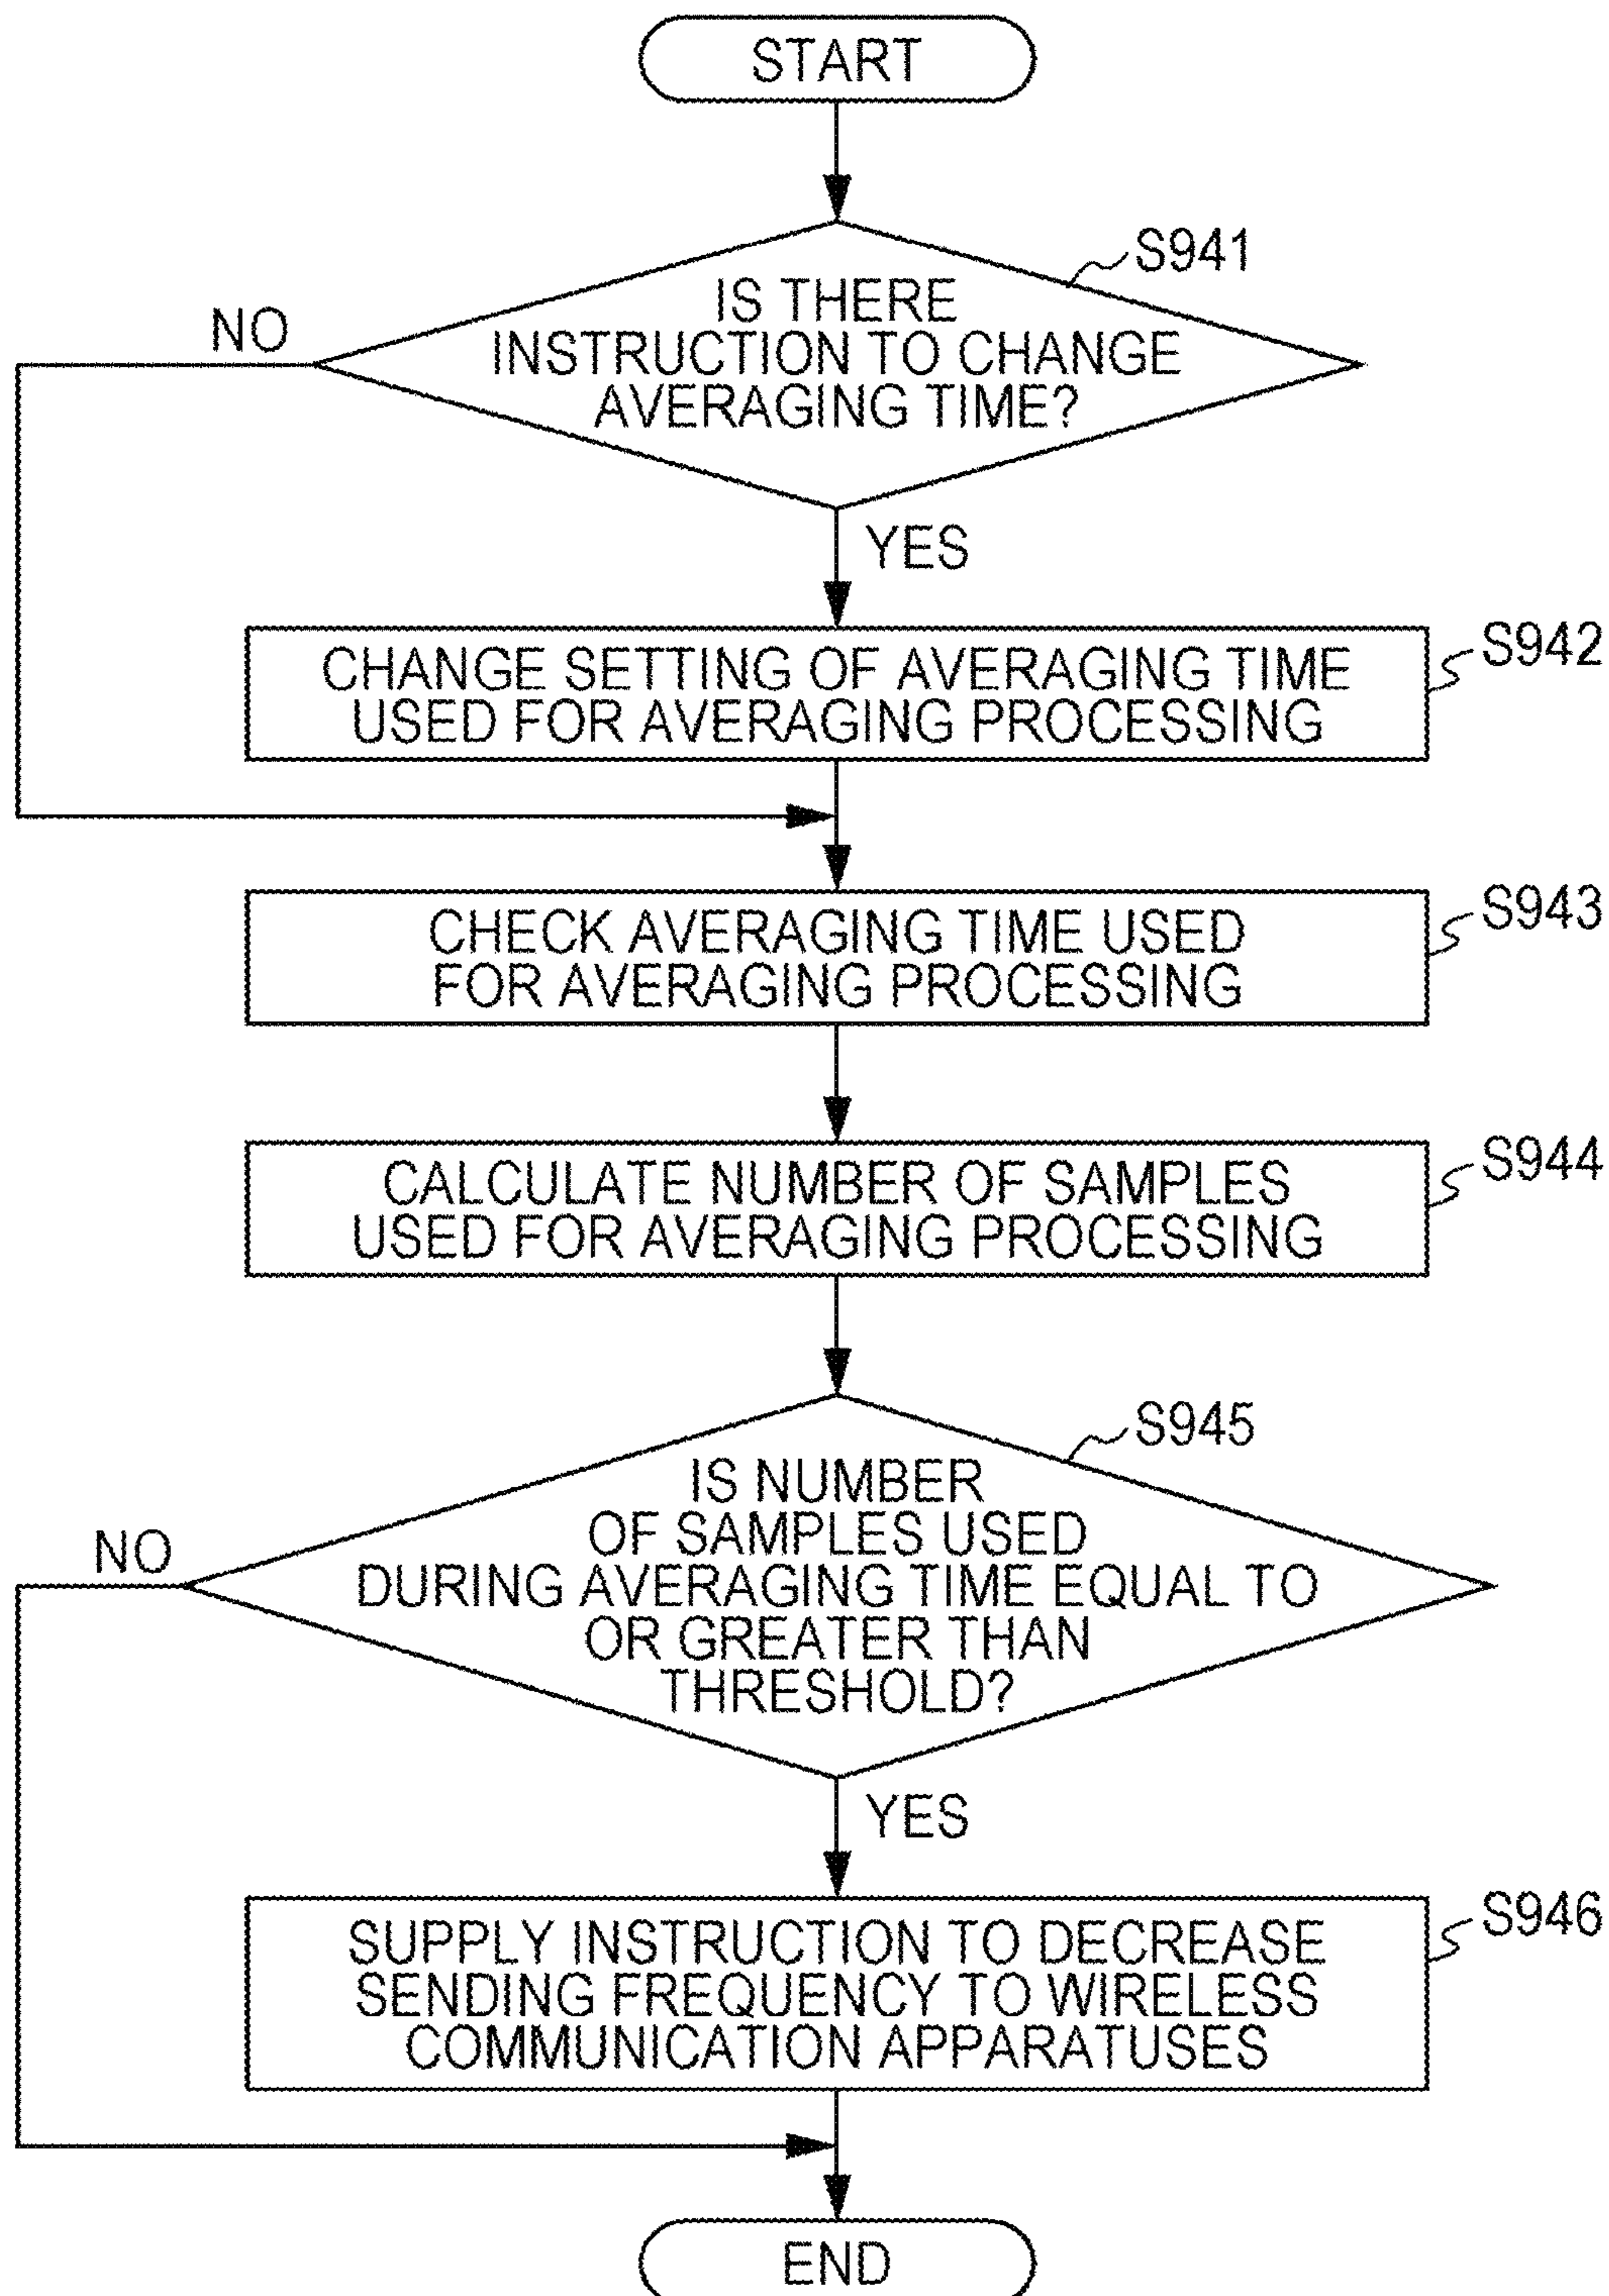 START
S941
IS THERE
INSTRUCTION TO CHANGE
AVERAGING TIME?
NO
YES
S942
CHANGE SETTING OF AVERAGING TIME
USED FOR AVERAGING PROCESSING
S943
CHECK AVERAGING TIME USED
FOR AVERAGING PROCESSING
S944
CALCULATE NUMBER OF SAMPLES
USED FOR AVERAGING PROCESSING
S945
IS NUMBER
OF SAMPLES USED
DURING AVERAGING TIME EQUAL TO
OR GREATER THAN
THRESHOLD?
NO
YES
S946
SUPPLY INSTRUCTION TO DECREASE
SENDING FREQUENCY TO WIRELESS
COMMUNICATION APPARATUSES
END